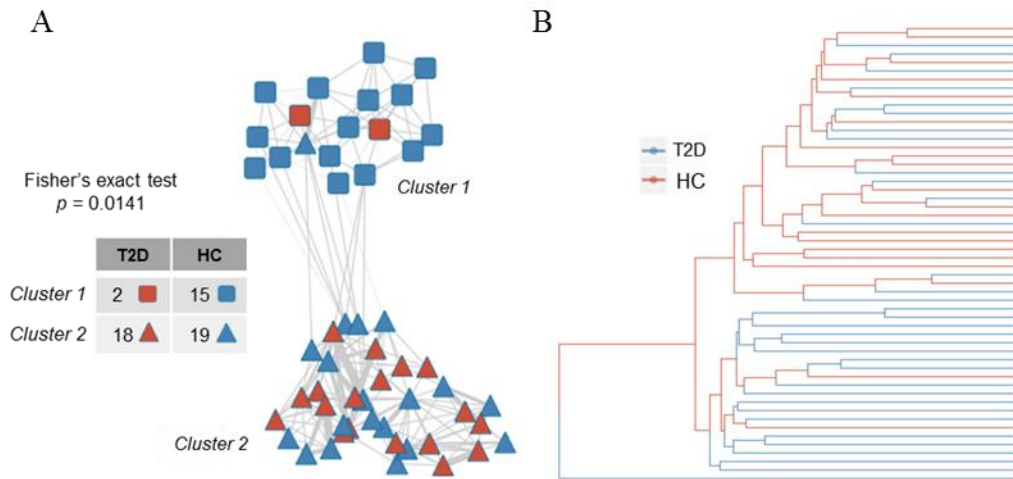 A
B
Fisher's exact test
p = 0.0141
T2D HC
Cluster 1 2 15
Cluster 2 18 19
Cluster 1
Cluster 2
T2D
HC